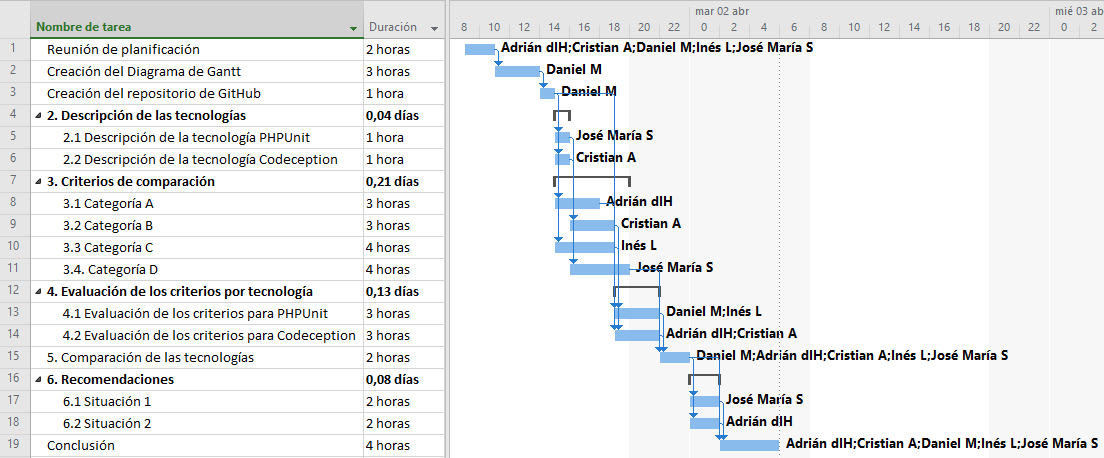 mar 02 abr mié 03 ab
Nombre de tarea Duración 8 10 12 14 16 18 20 22 0 2 4 6 8 10 12 14 16 18 20 22 0 2
1 Reunión de planificación 2 horas Adrián dlH;Cristian A;Daniel M;Inés L;José María S
2 Creación del Diagrama de Gantt 3 horas Daniel M
3 Creación del repositorio de GitHub 1 hora Daniel M
4 2. Descripción de las tecnologías 0,04 días
5 2.1 Descripción de la tecnología PHPUnit 1 hora José María S
6 2.2 Descripción de la tecnología Codeception 1 hora Cristian A
7 3. Criterios de comparación 0,21 días
8 3.1 Categoría A 3 horas Adrián dlH
9 3.2 Categoría B 3 horas Cristian A
10 3.3 Categoría C 4 horas Inés L
11 3.4. Categoría D 4 horas José María S
12 4. Evaluación de los criterios por tecnología 0,13 días
13 4.1 Evaluación de los criterios para PHPUnit 3 horas Daniel M;Inés L
14 4.2 Evaluación de los criterios para Codeception 3 horas Adrián dlH;Cristian A
15 5. Comparación de las tecnologías 2 horas Daniel M;Adrián dlH;Cristian A;Inés L;José María S
16 6. Recomendaciones 0,08 días
17 6.1 Situación 1 2 horas José María S
18 6.2 Situación 2 2 horas Adrián dlH
19 Conclusión 4 horas Adrián dlH;Cristian A;Daniel M;Inés L;José María S